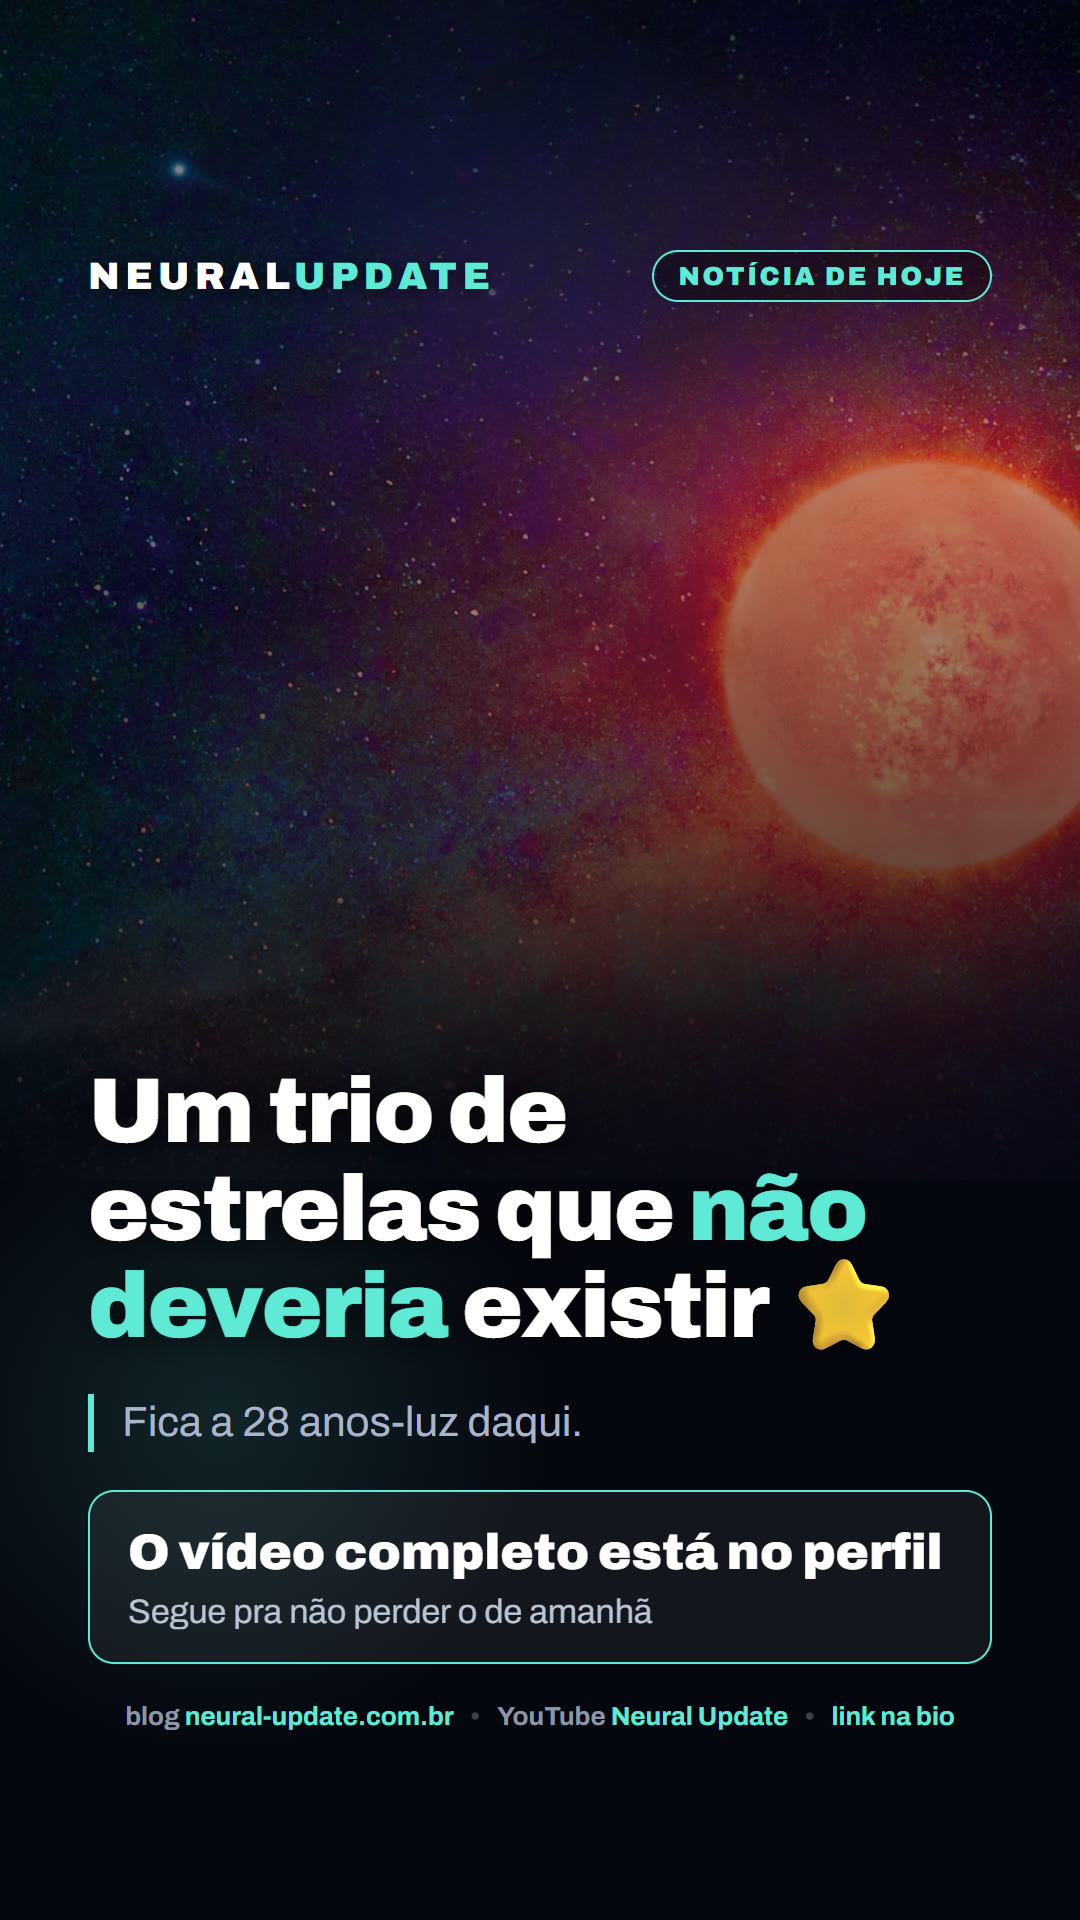 NEURALUPDATE
NOTÍCIA DE HOJE
Um trio de
estrelas que não
deveria existir ⭐
Fica a 28 anos-luz daqui.
O vídeo completo está no perfil
Segue pra não perder o de amanhã
blog neural-update.com.br • YouTube Neural Update • link na bio